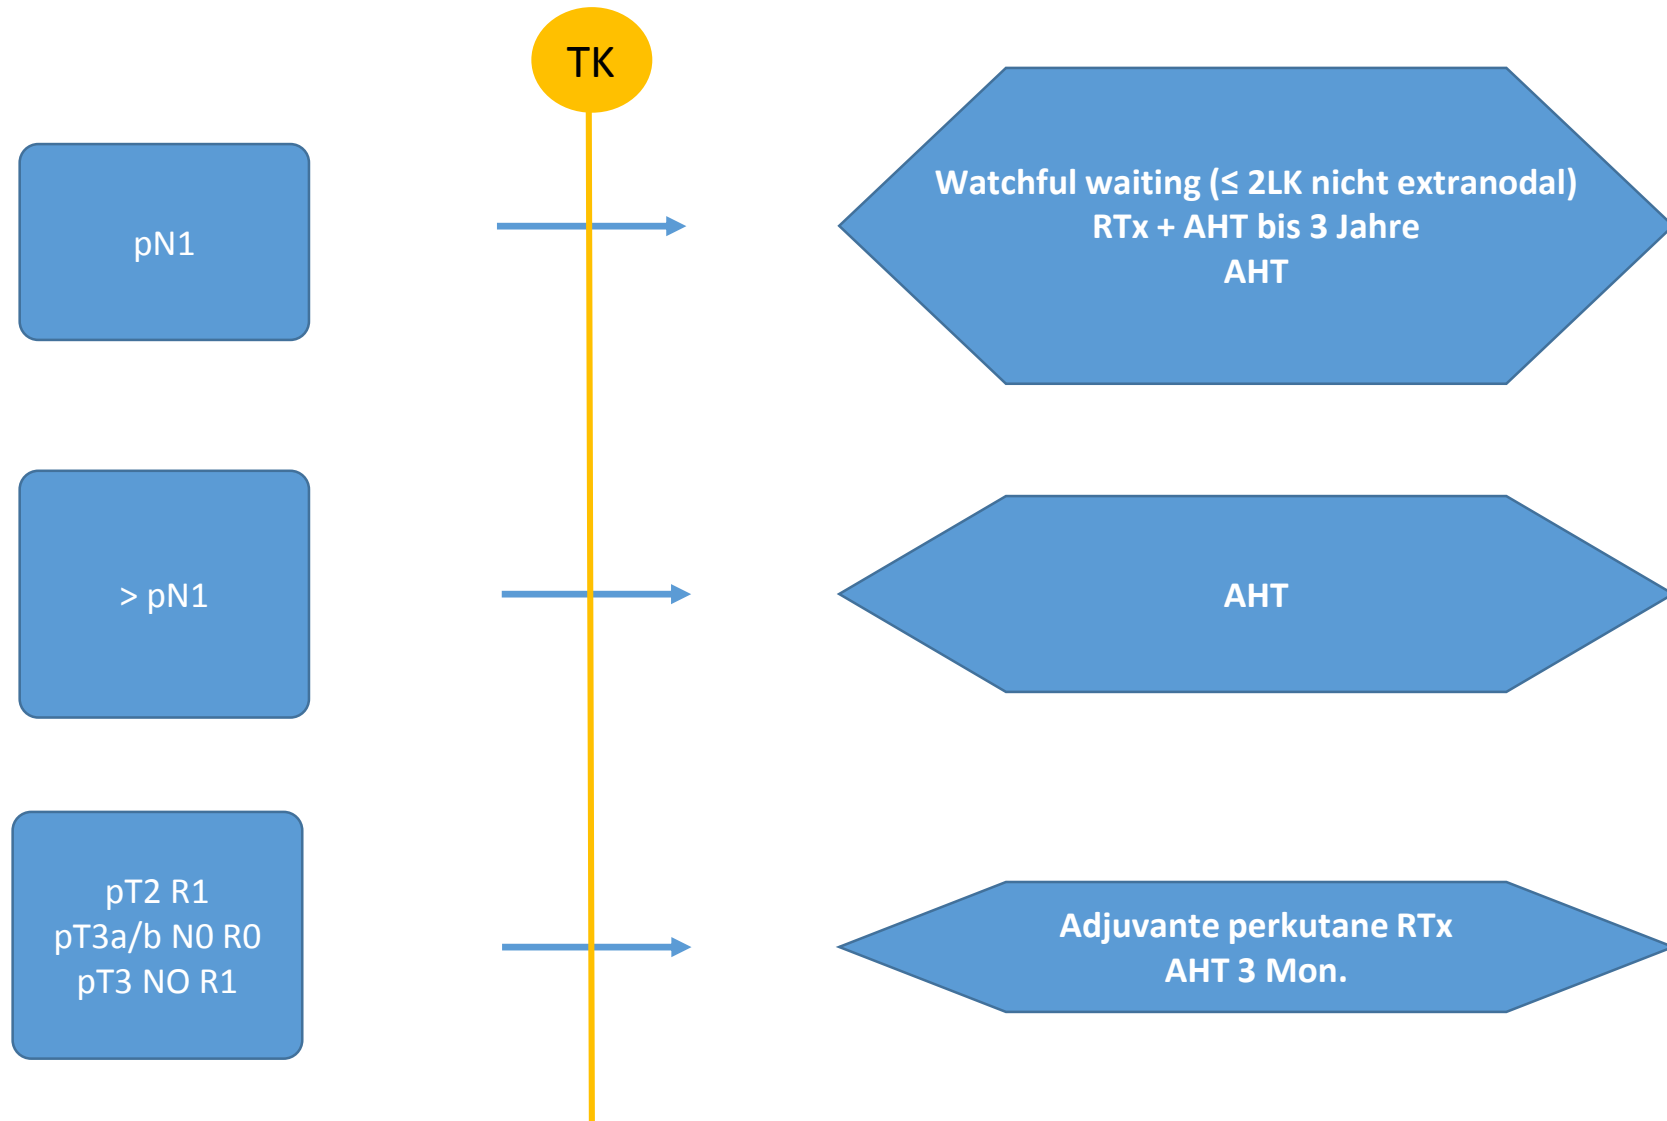 TK
pN1
Watchful waiting (≤ 2LK nicht extranodal)
RTx + AHT bis 3 Jahre
AHT
> pN1
AHT
pT2 R1
pT3a/b N0 R0
pT3 NO R1
Adjuvante perkutane RTx
AHT 3 Mon.